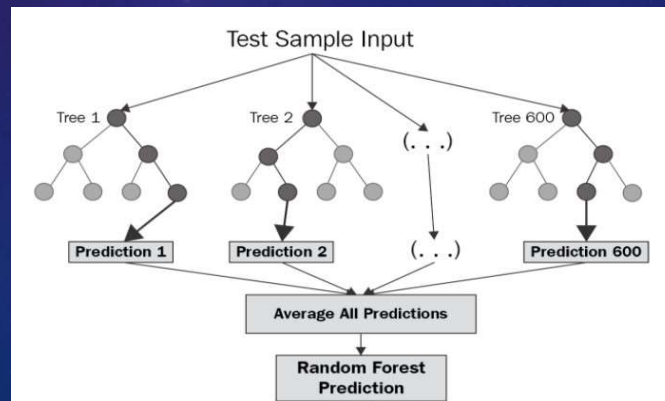 Test Sample Input
Tree 1
Tree 2
(. . .)
Tree 600
Prediction 1
Prediction 2
(. . .)
Prediction 600
Average All Predictions
Random Forest
Prediction